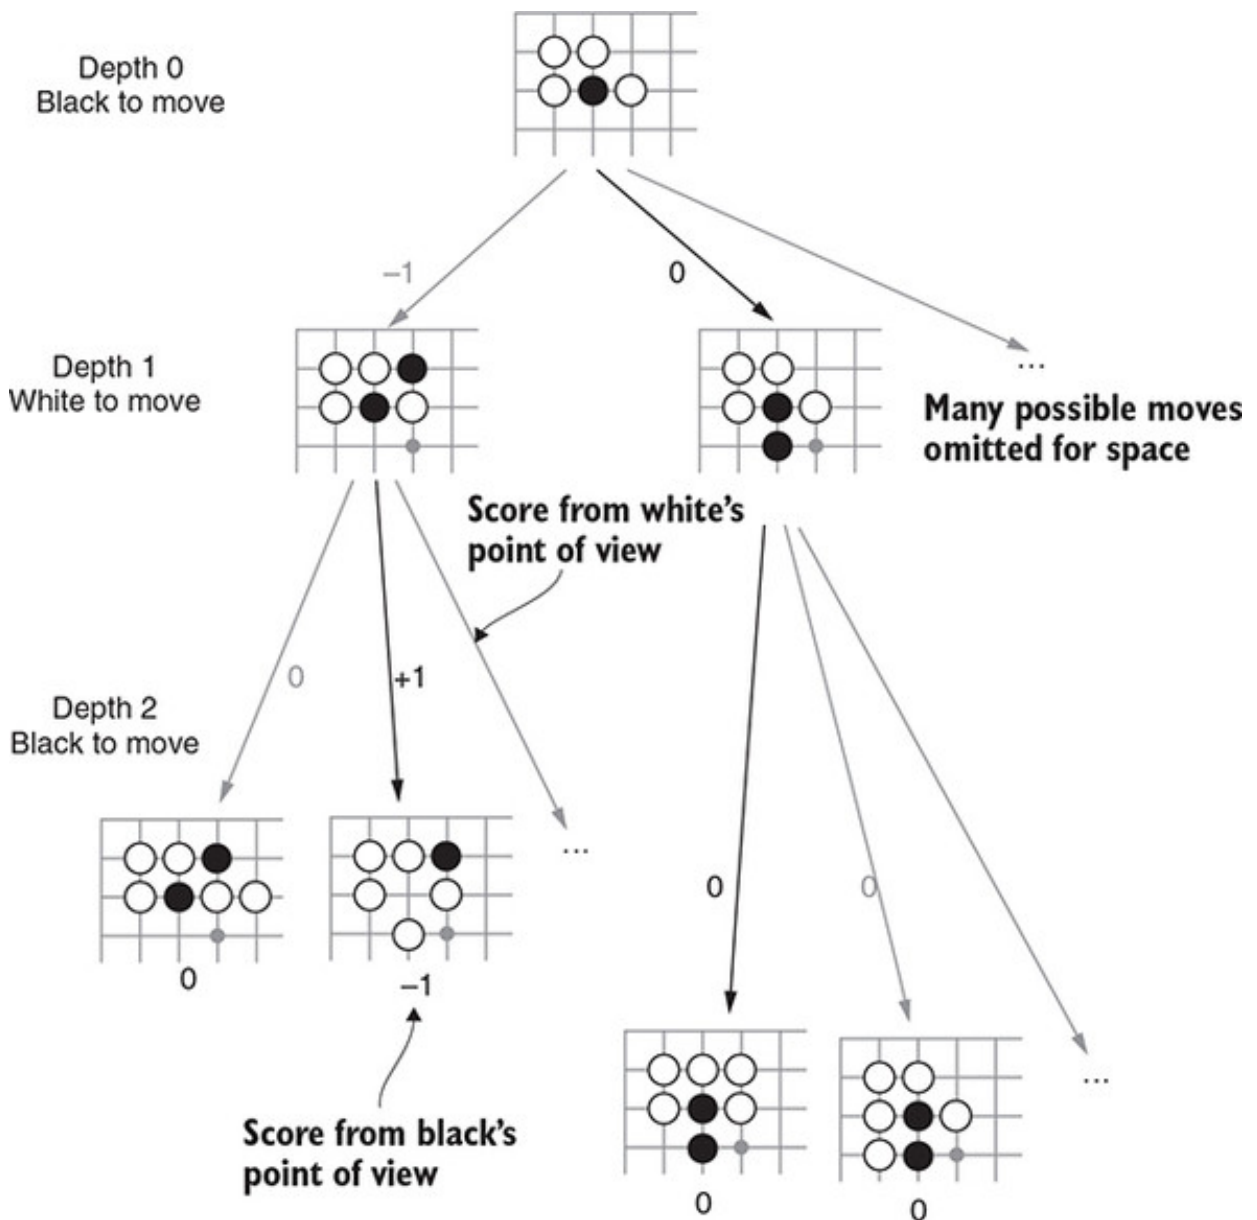 Depth 0
Black to move
–1
0
Depth 1
White to move
...
Many possible moves
omitted for space
Score from white's
point of view
0
+1
Depth 2
Black to move
...
0
0
0
–1
...
Score from black's
point of view
0
0